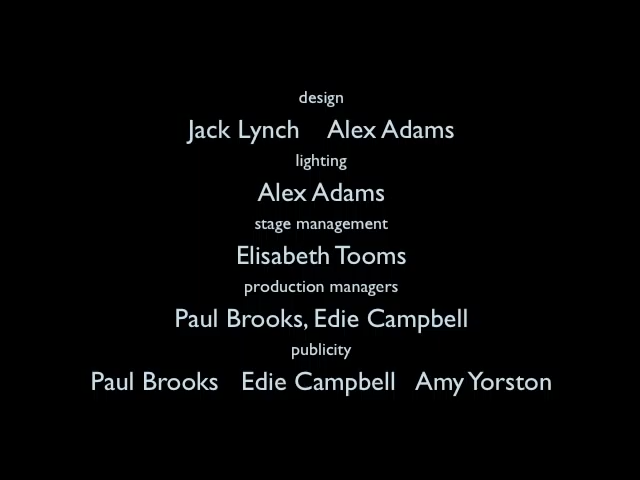 design
Jack Lynch Alex Adams
lighting
Alex Adams
stage management
Elisabeth Tooms
production managers
Paul Brooks, Edie Campbell
publicity
Paul Brooks Edie Campbell Amy Yorston